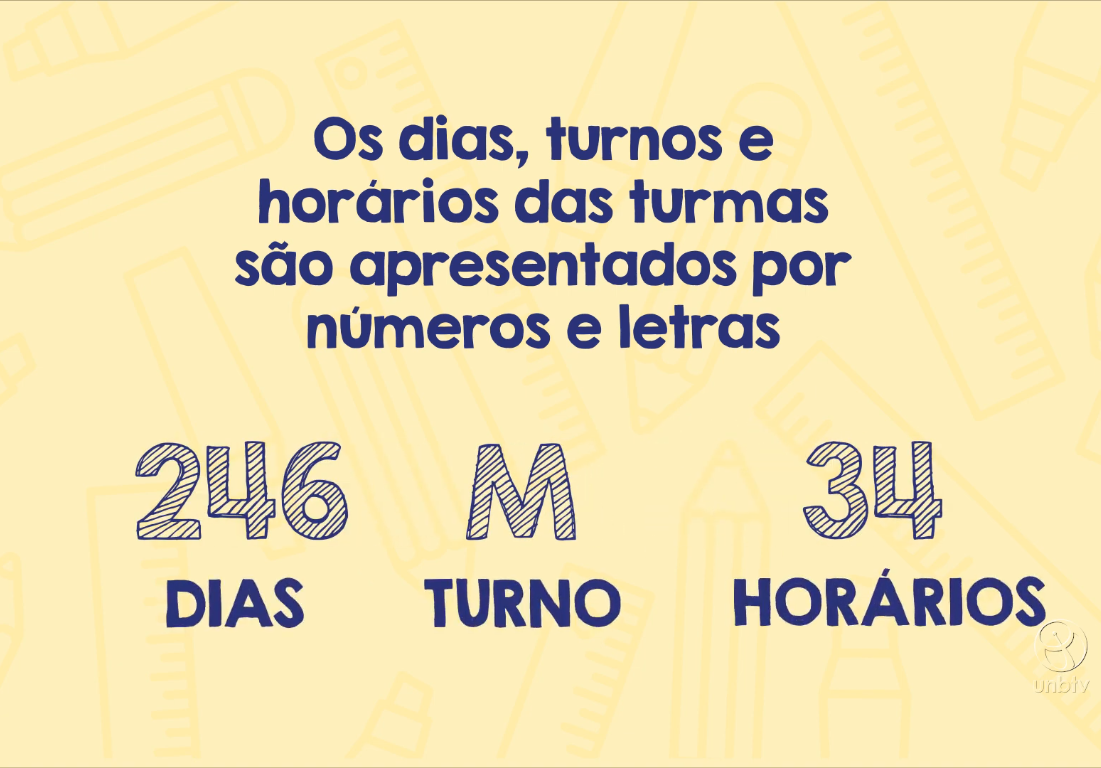 Os dias, turnos e
horários das turmas
são apresentados por
números e letras
246 M 34
DIAS TURNO HORÁRIOS
unbtv